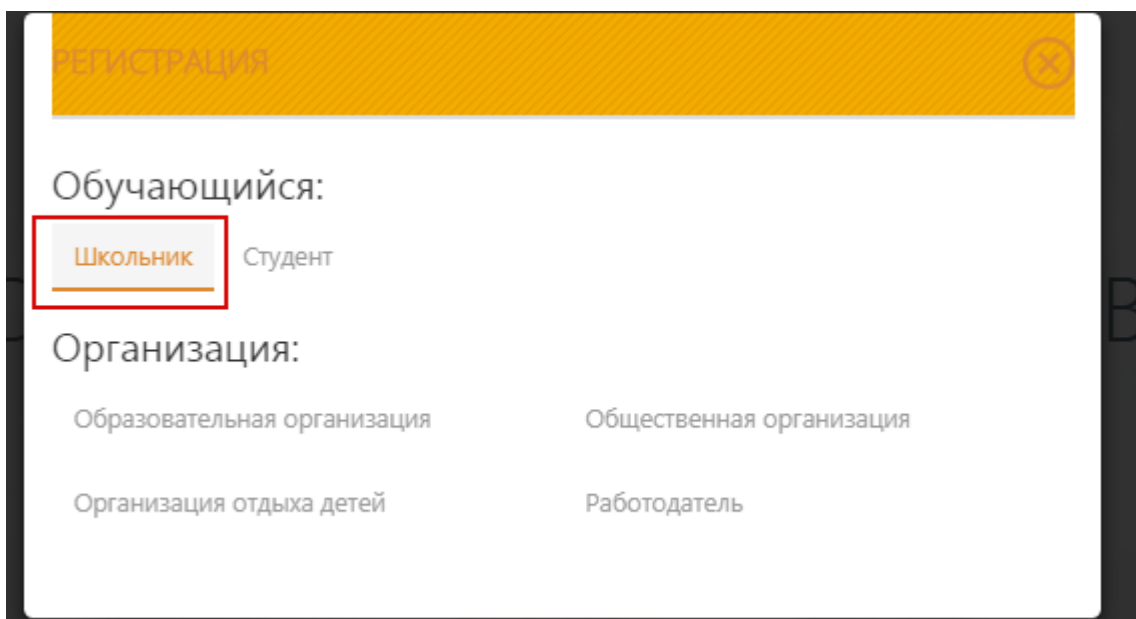 РЕГИСТРАЦИЯ
Обучающийся:
Школьник Студент
Организация:
Образовательная организация Общественная организация
Организация отдыха детей Работодатель